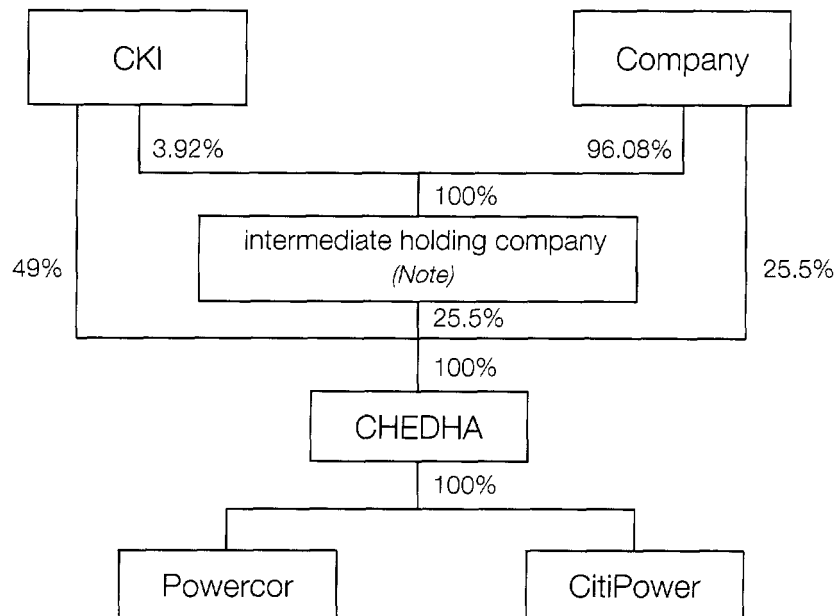 CKI
Company
3.92%
96.08%
100%
intermediate holding company
(Note)
49%
25.5%
25.5%
100%
CHEDHA
100%
Powercor
CitiPower